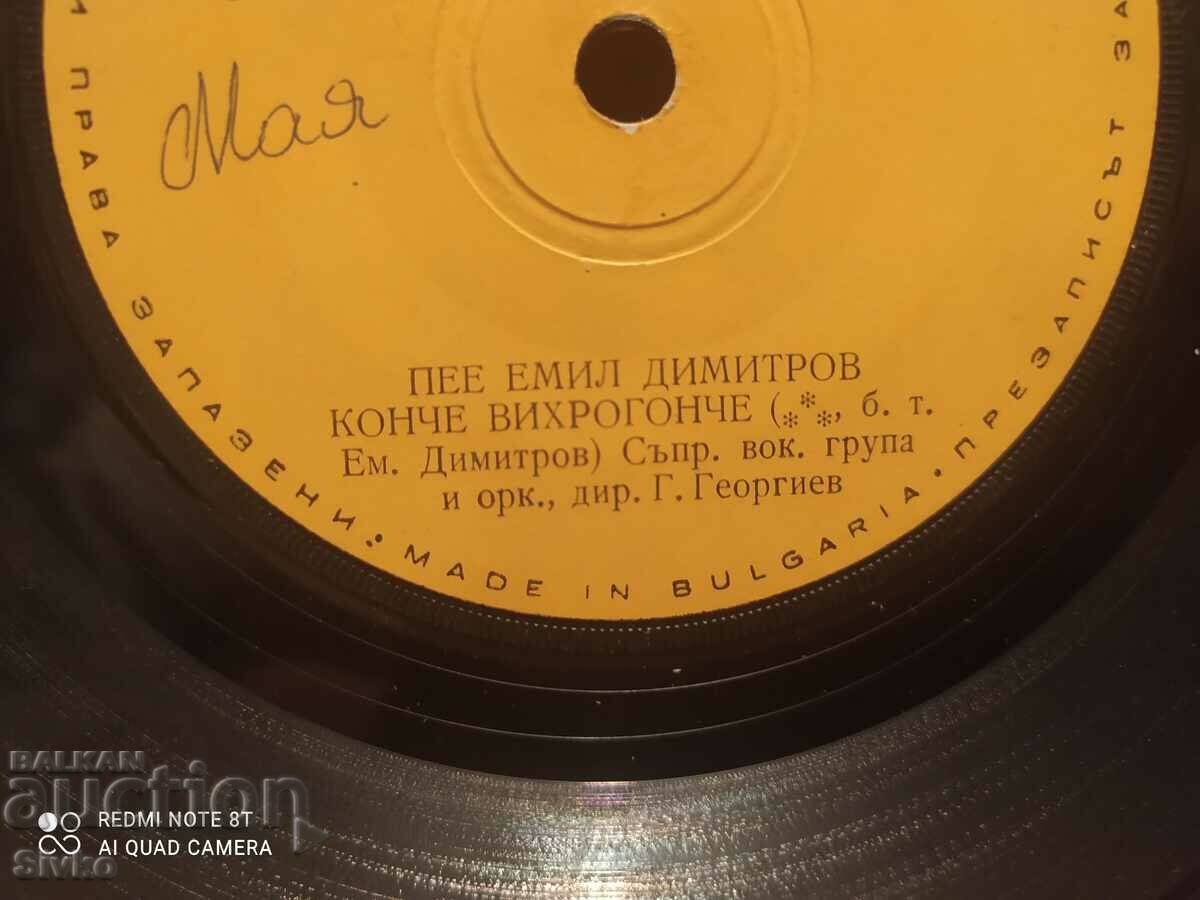 И ПРАВА ЗАПАЗЕНИ • MADE IN BULGARIA • ПРЕЗАПИСЪТ ЗА
Мая
ПЕЕ ЕМИЛ ДИМИТРОВ
КОНЧЕ ВИХРОГОНЧЕ (***, б. т.
Ем. Димитров) Съпр. вок. група
и орк., дир. Г. Георгиев
BALKAN
auction
REDMI NOTE 8T
AI QUAD CAMERA
Sivko